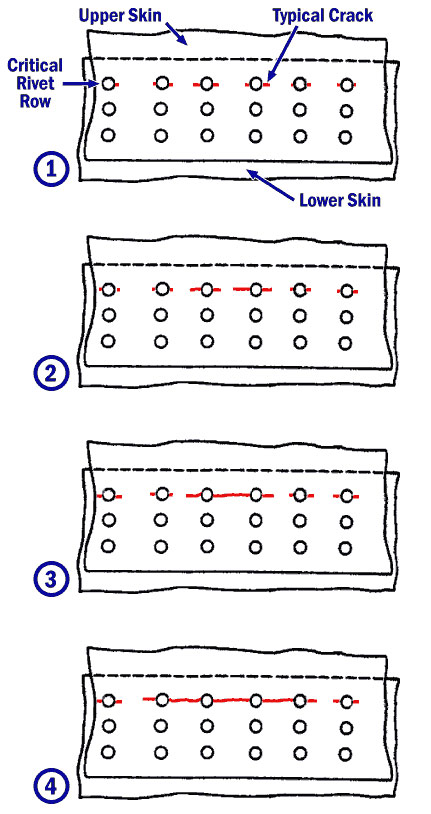 Upper Skin
Typical Crack
Critical
Rivet
Row
1
Lower Skin
2
3
4